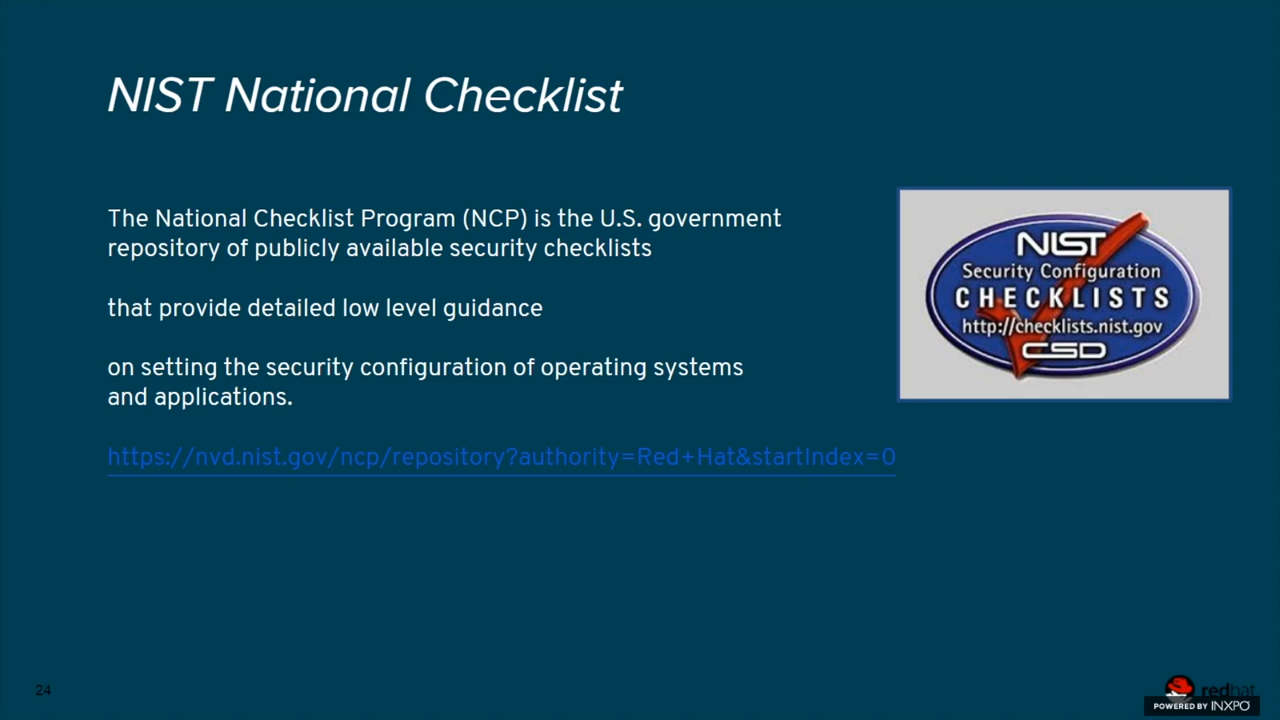 NIST National Checklist
The National Checklist Program (NCP) is the U.S. government
repository of publicly available security checklists
that provide detailed low level guidance
on setting the security configuration of operating systems
and applications.
https://nvd.nist.gov/ncp/repository?authority=Red+Hat&startIndex=0
NIST
Security Configuration
CHECKLISTS
http://checklists.nist.gov
CSD
24
redhat
POWERED BY INXPO